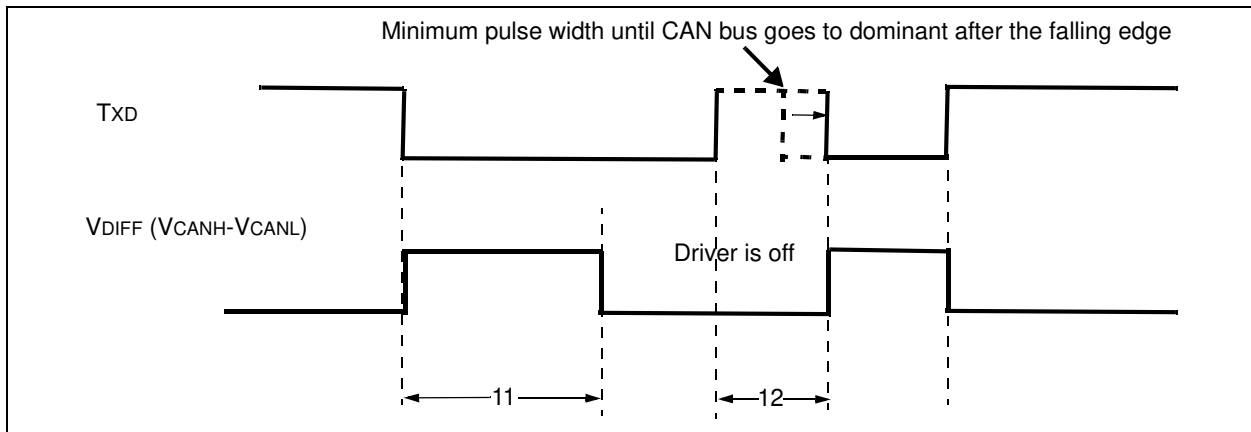 Minimum pulse width until CAN bus goes to dominant after the falling edge
TXD
VDIFF (VCANH-VCANL)
Driver is off
11
12